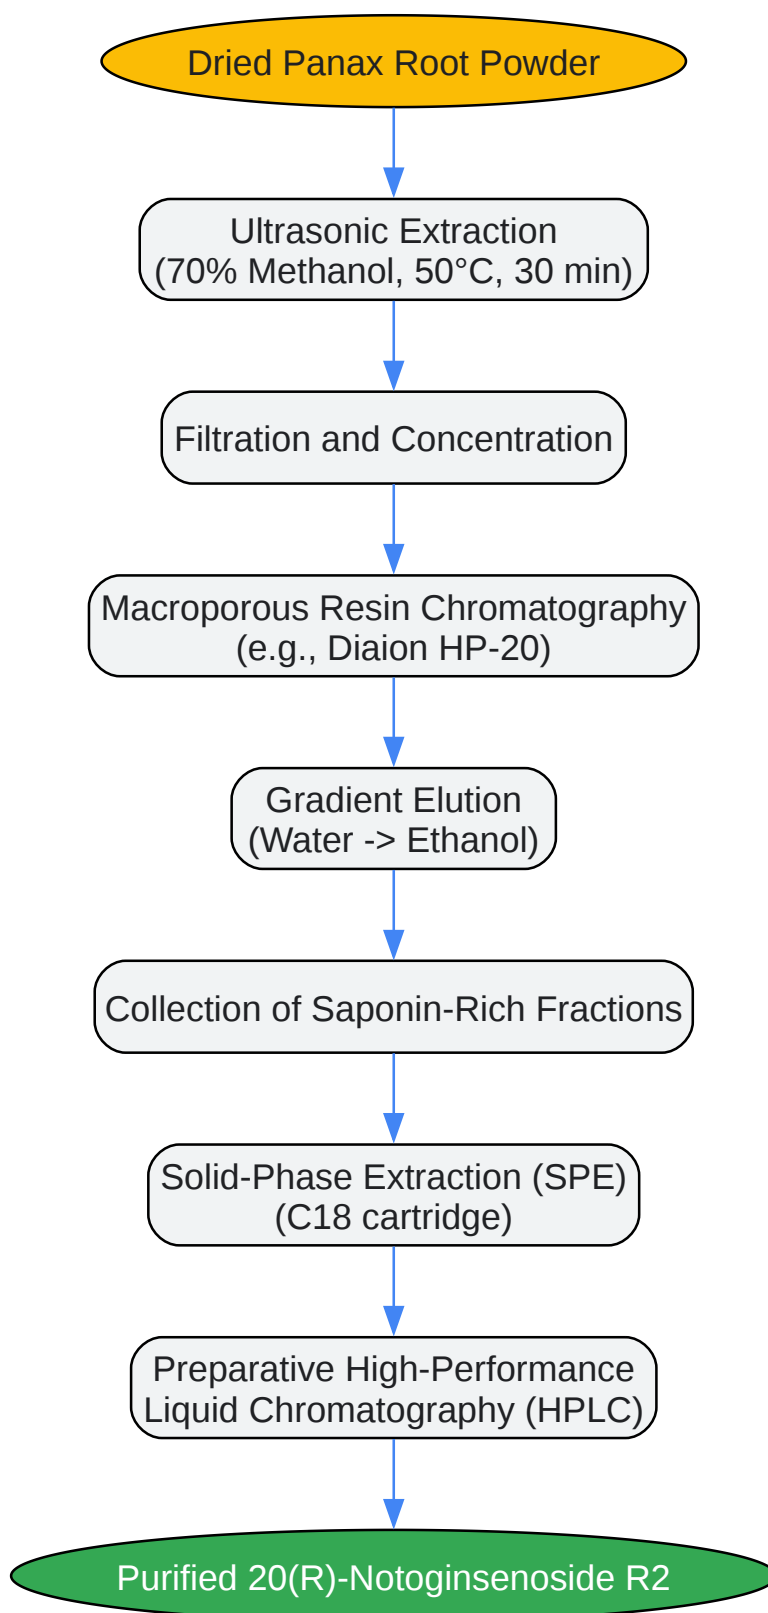 Dried Panax Root Powder
Ultrasonic Extraction
(70% Methanol, 50°C, 30 min)
Filtration and Concentration
Macroporous Resin Chromatography
(e.g., Diaion HP-20)
Gradient Elution
(Water -> Ethanol)
Collection of Saponin-Rich Fractions
Solid-Phase Extraction (SPE)
(C18 cartridge)
Preparative High-Performance
Liquid Chromatography (HPLC)
Purified 20(R)-Notoginsenoside R2